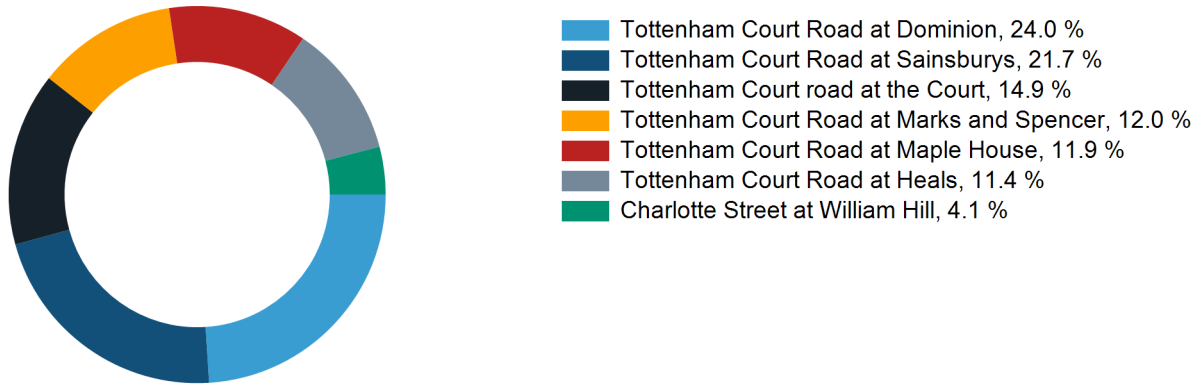 Tottenham Court Road at Dominion, 24.0 %
Tottenham Court Road at Sainsburys, 21.7 %
Tottenham Court road at the Court, 14.9 %
Tottenham Court Road at Marks and Spencer, 12.0 %
Tottenham Court Road at Maple House, 11.9 %
Tottenham Court Road at Heals, 11.4 %
Charlotte Street at William Hill, 4.1 %